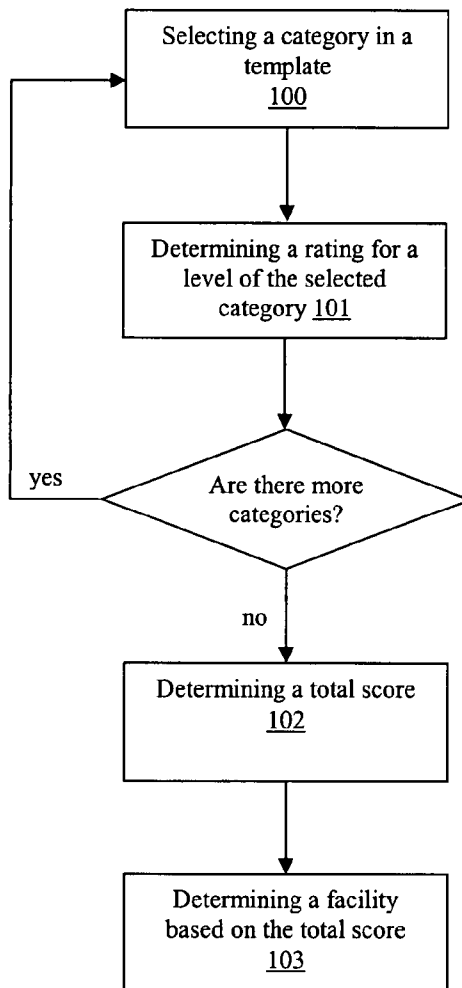 Selecting a category in a
template
100
Determining a rating for a
level of the selected
category 101
yes
Are there more
categories?
no
Determining a total score
102
Determining a facility
based on the total score
103